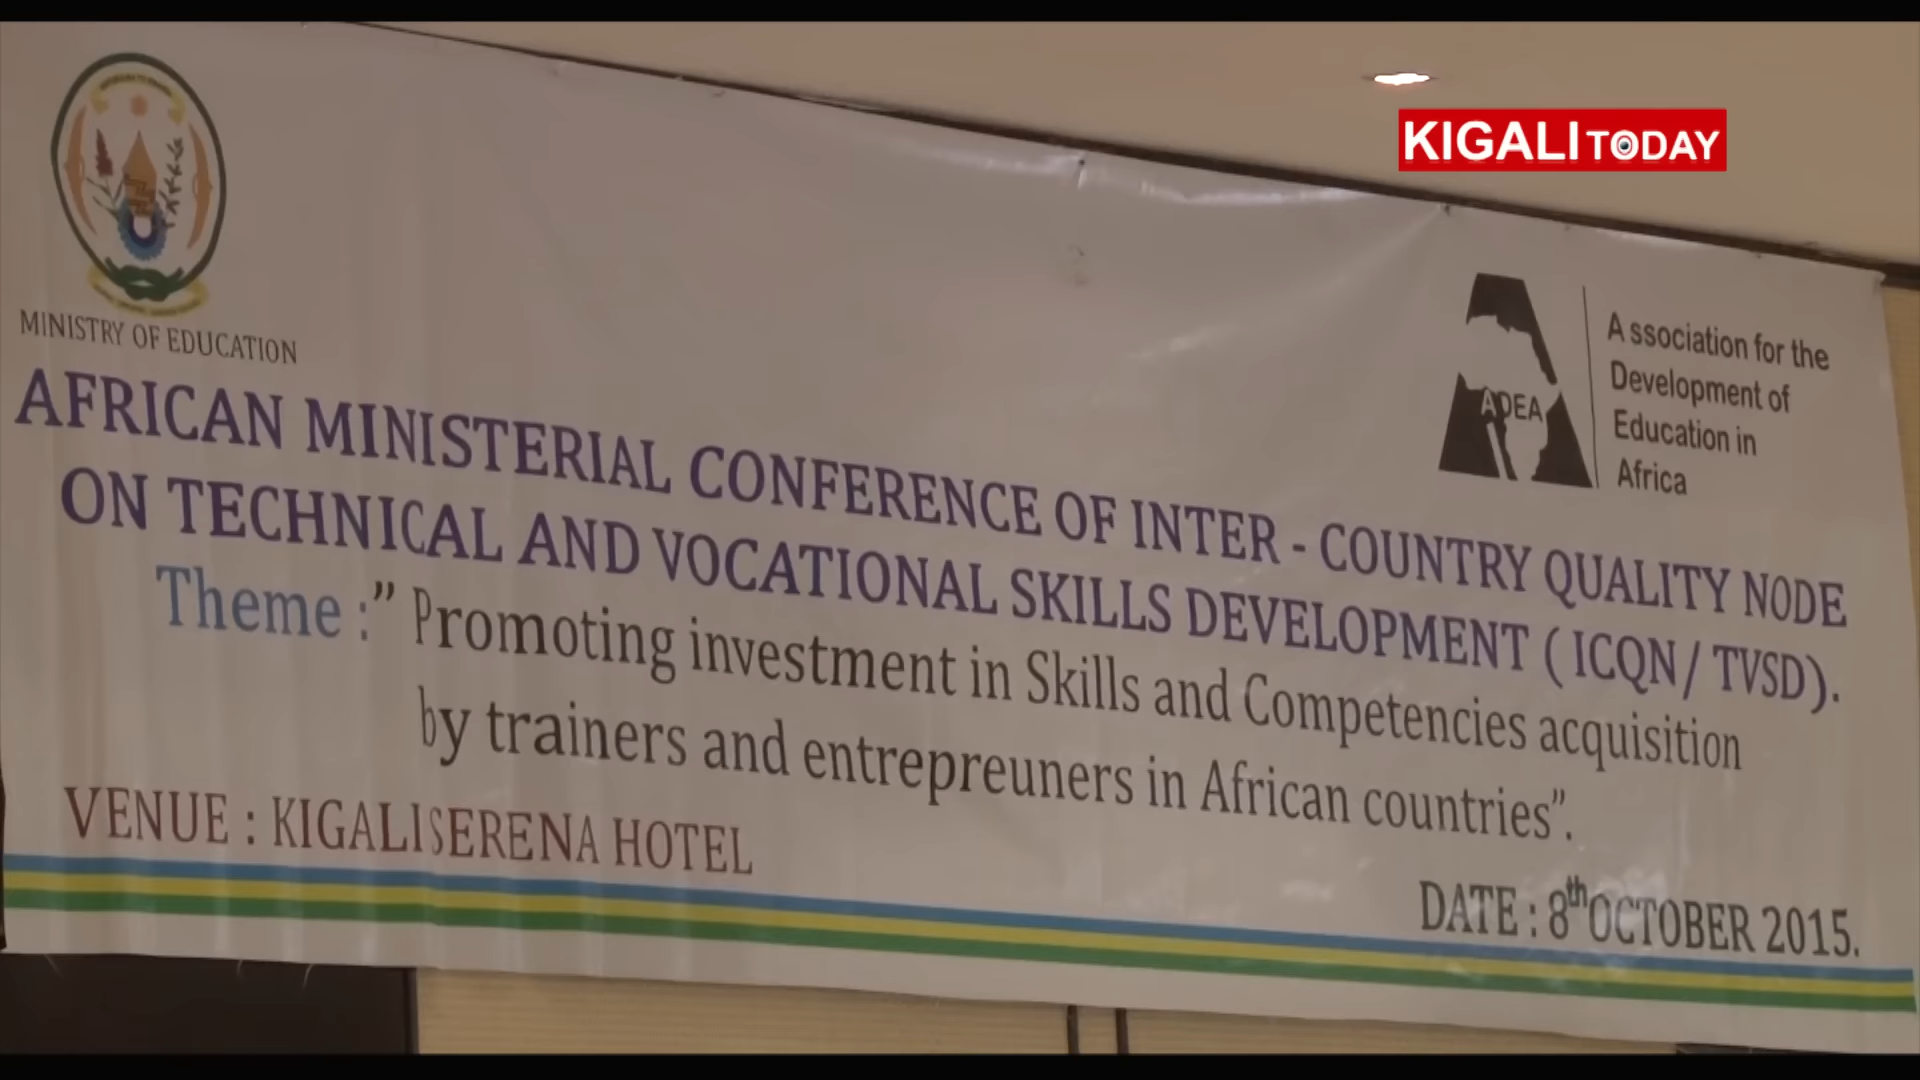 KIGALI TODAY
MINISTRY OF EDUCATION
ADEA
Association for the
Development of
Education in
Africa
AFRICAN MINISTERIAL CONFERENCE OF INTER - COUNTRY QUALITY NODE
ON TECHNICAL AND VOCATIONAL SKILLS DEVELOPMENT ( ICQN/ TVSD).
Theme :" Promoting investment in Skills and Competencies acquisition
by trainers and entrepreuners in African countries".
VENUE : KIGALI SERENA HOTEL
DATE : 8th OCTOBER 2015.